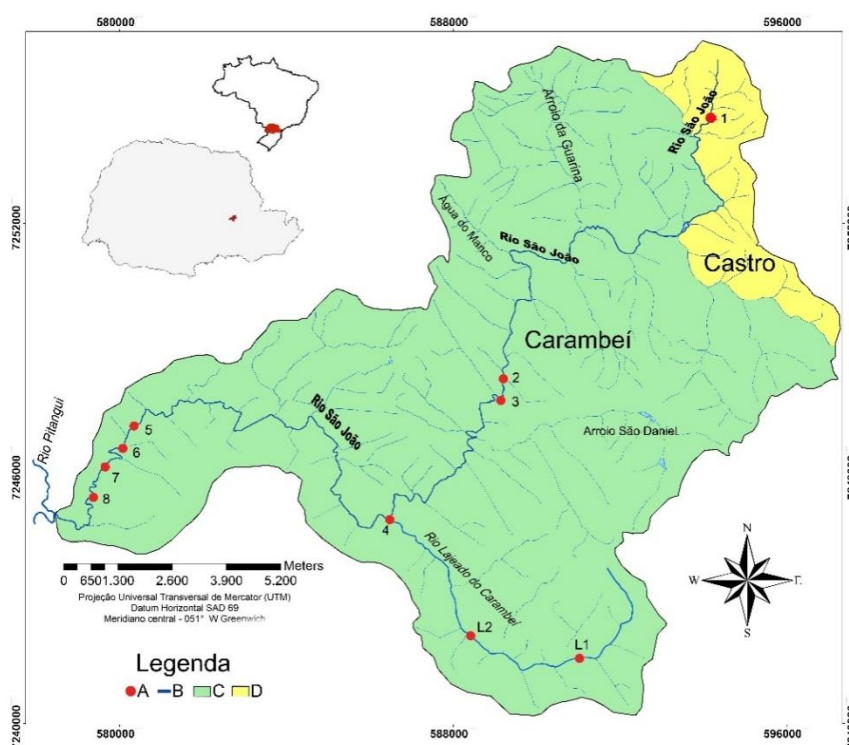 580000 588000 596000
Rio São João
1
Arroio da Guarina
7252000
Água do Manco
Rio São João
Castro
Carambeí
2
3
Rio Pitanguí
5
Rio São João
Arroio São Daniel
6
7246000
7
8
4
Rio Lajeado do Carambeí
N
W
S
Meters
0 650 1.300 2.600 3.900 5.200
Projeção Universal Transversal de Mercator (UTM)
Datum Horizontal SAD 69
Meridiano central - 051° W Greenwich
L2
L1
Legenda
A B C D
7240000
580000 588000 596000